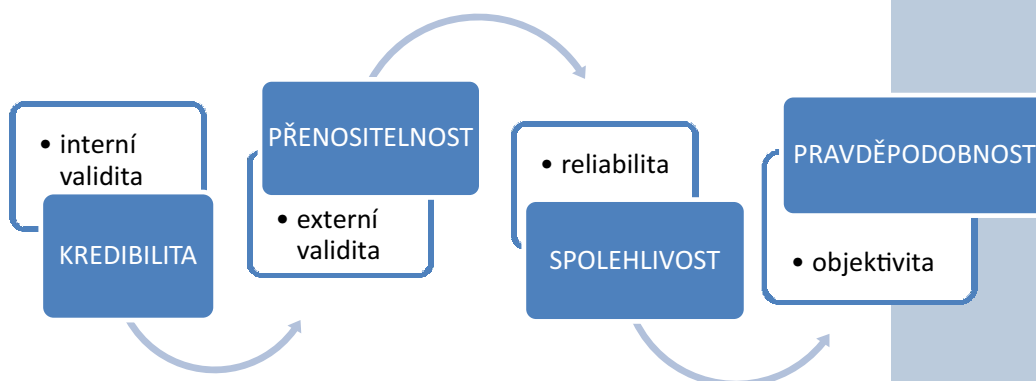 • interní
validita
KREDIBILITA
PŘENOSITELNOST
• externí
validita
• reliabilita
SPOLEHLIVOST
PRAVDĚPODOBNOST
• objektivita